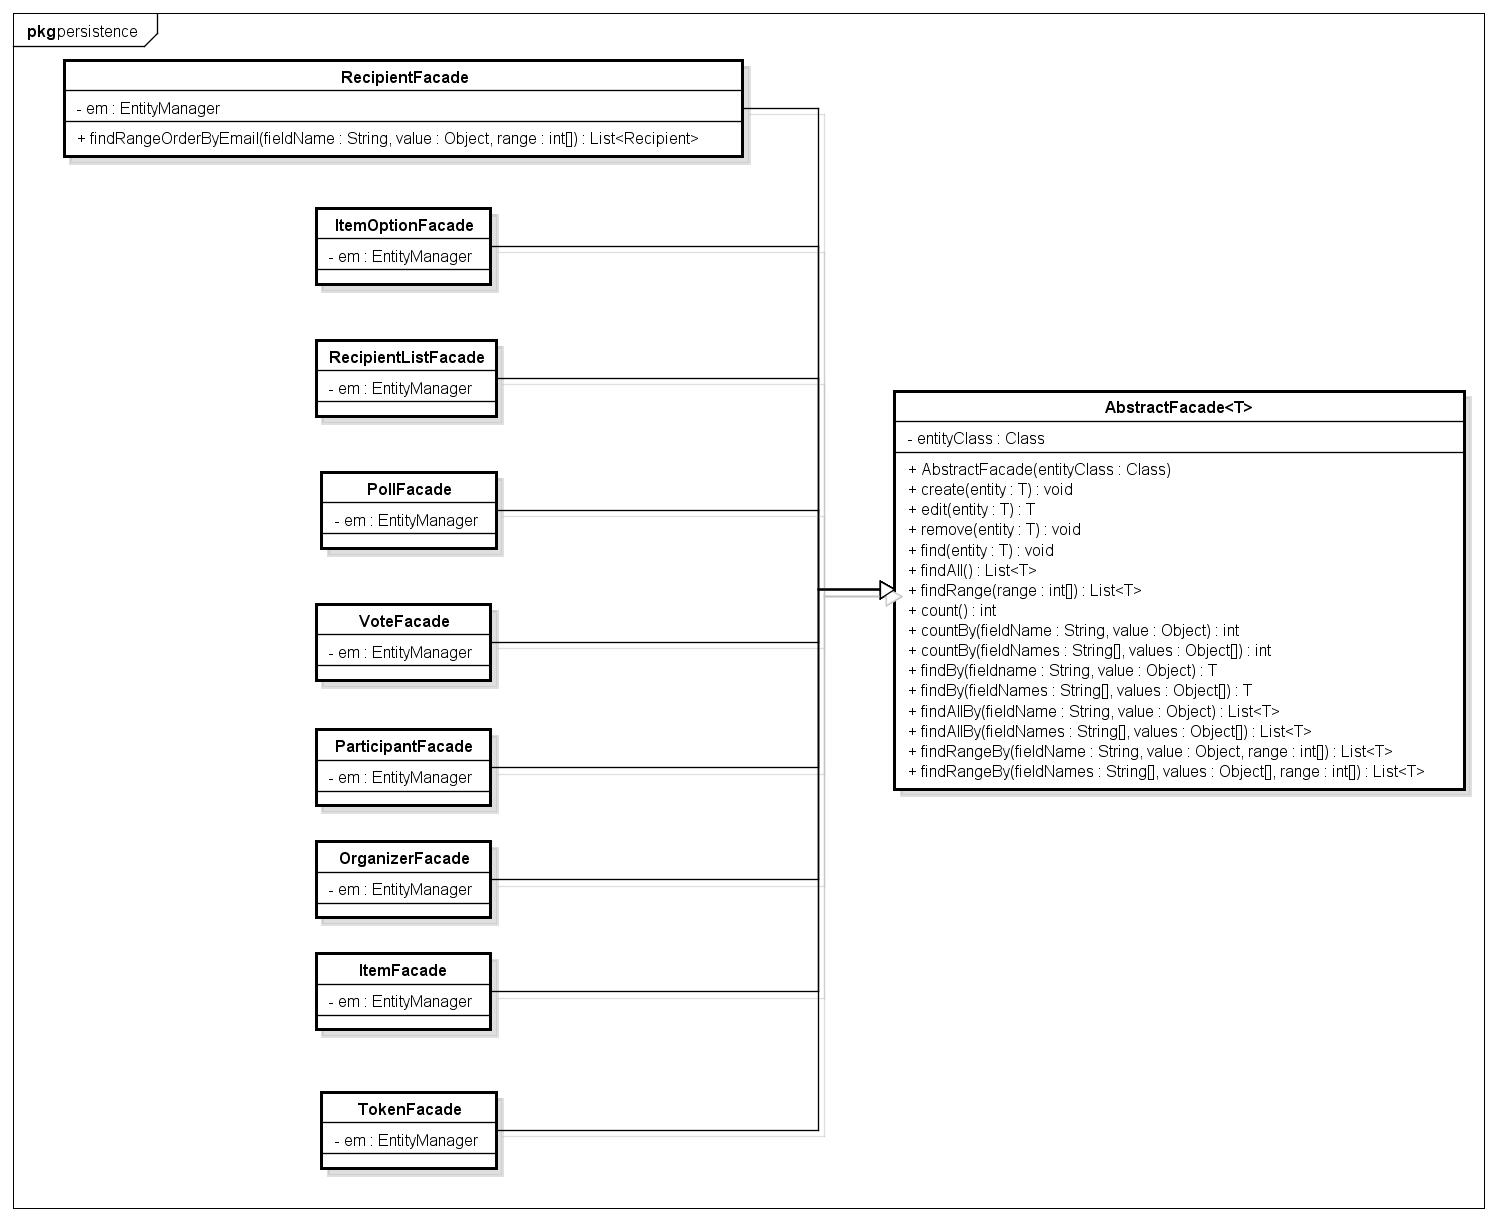 pkg persistence
RecipientFacade
- em : EntityManager
+ findRangeOrderByEmail(fieldName : String, value : Object, range : int[]) : List<Recipient>
ItemOptionFacade
- em : EntityManager
RecipientListFacade
- em : EntityManager
PollFacade
- em : EntityManager
VoteFacade
- em : EntityManager
ParticipantFacade
- em : EntityManager
OrganizerFacade
- em : EntityManager
ItemFacade
- em : EntityManager
TokenFacade
- em : EntityManager
AbstractFacade<T>
- entityClass : Class
+ AbstractFacade(entityClass : Class)
+ create(entity : T) : void
+ edit(entity : T) : T
+ remove(entity : T) : void
+ find(entity : T) : void
+ findAll() : List<T>
+ findRange(range : int[]) : List<T>
+ count() : int
+ countBy(fieldName : String, value : Object) : int
+ countBy(fieldNames : String[], values : Object[]) : int
+ findBy(fieldname : String, value : Object) : T
+ findBy(fieldNames : String[], values : Object[]) : T
+ findAllBy(fieldName : String, value : Object) : List<T>
+ findAllBy(fieldNames : String[], values : Object[]) : List<T>
+ findRangeBy(fieldName : String, value : Object, range : int[]) : List<T>
+ findRangeBy(fieldNames : String[], values : Object[], range : int[]) : List<T>